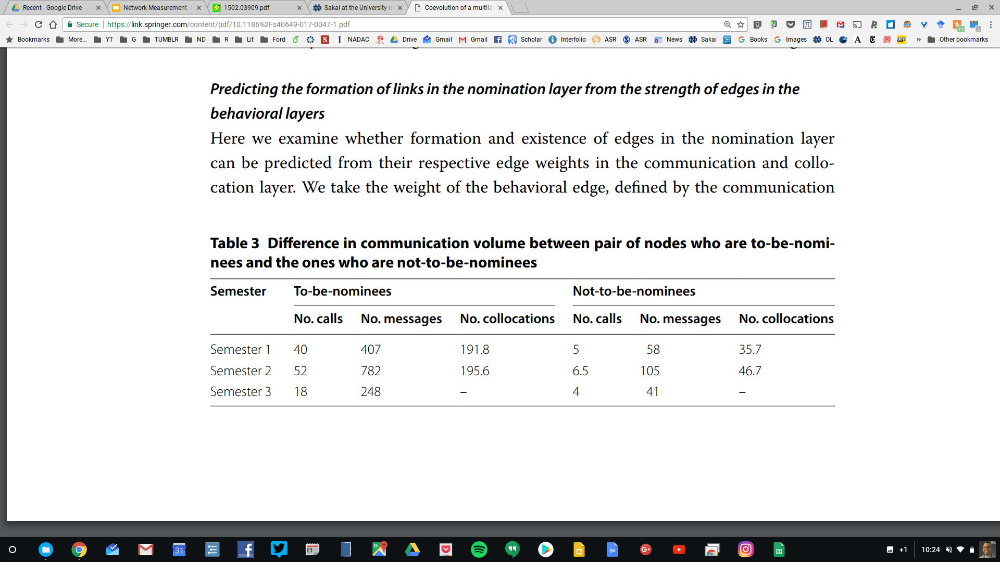 Recent - Google Drive
Network Measurement:
1502.03909.pdf
Sakai at the University o
Coevolution of a multila
Secure https://link.springer.com/content/pdf/10.1186%2Fs40649-017-0047-1.pdf
Bookmarks More... YT G TUMBLR ND R Lit Ford NADAC Drive Gmail Gmail Scholar Interfolio ASR ASR News Sakai Books Images OL » Other bookmarks
Predicting the formation of links in the nomination layer from the strength of edges in the
behavioral layers
Here we examine whether formation and existence of edges in the nomination layer
can be predicted from their respective edge weights in the communication and collo-
cation layer. We take the weight of the behavioral edge, defined by the communication
Table 3 Difference in communication volume between pair of nodes who are to-be-nomi-
nees and the ones who are not-to-be-nominees
Semester To-be-nominees Not-to-be-nominees
No. calls No. messages No. collocations No. calls No. messages No. collocations
Semester 1 40 407 191.8 5 58 35.7
Semester 2 52 782 195.6 6.5 105 46.7
Semester 3 18 248 – 4 41 –
31 +1 10:24